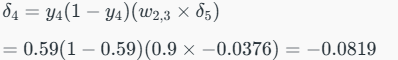 δ₄ = y₄(1 − y₄)(w₂,₃ × δ₅)
= 0.59(1 − 0.59)(0.9 × −0.0376) = −0.0819